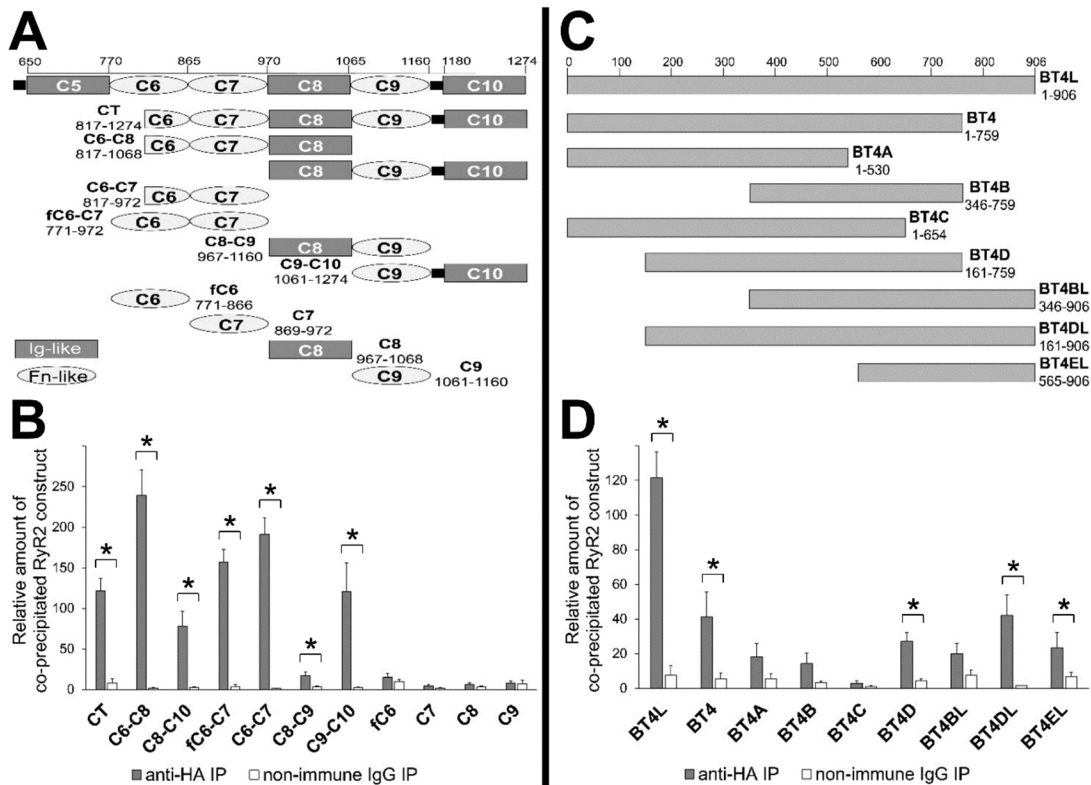 A
650 770 865 970 1065 1160 1180 1274
C5 C6 C7 C8 C9 C10
CT
817-1274
C6 C7 C8 C9 C10
C6-C8
817-1068
C6 C7 C8
C8 C9 C10
C6-C7
817-972
C6 C7
fC6-C7
771-972
C6 C7
C8-C9
967-1160
C8 C9
C9-C10
1061-1274
C9 C10
C6
fC6
771-866
C7
C7
869-972
C8
C8
967-1068
C9
C9
1061-1160
Ig-like
Fn-like
B
Relative amount of
co-precipitated RyR2 construct
250
200
150
100
50
0
* * * * * * *
CT C6-C8 C8-C10 fC6-C7 C6-C7 C8-C9 C9-C10 fC6 C7 C8 C9
anti-HA IP non-immune IgG IP
C
0 100 200 300 400 500 600 700 800 906
BT4L
1-906
BT4
1-759
BT4A
1-530
BT4B
346-759
BT4C
1-654
BT4D
161-759
BT4BL
346-906
BT4DL
161-906
BT4EL
565-906
D
Relative amount of
co-precipitated RyR2 construct
120
100
80
60
40
20
0
* * * * *
BT4L BT4 BT4A BT4B BT4C BT4D BT4BL BT4DL BT4EL
anti-HA IP non-immune IgG IP